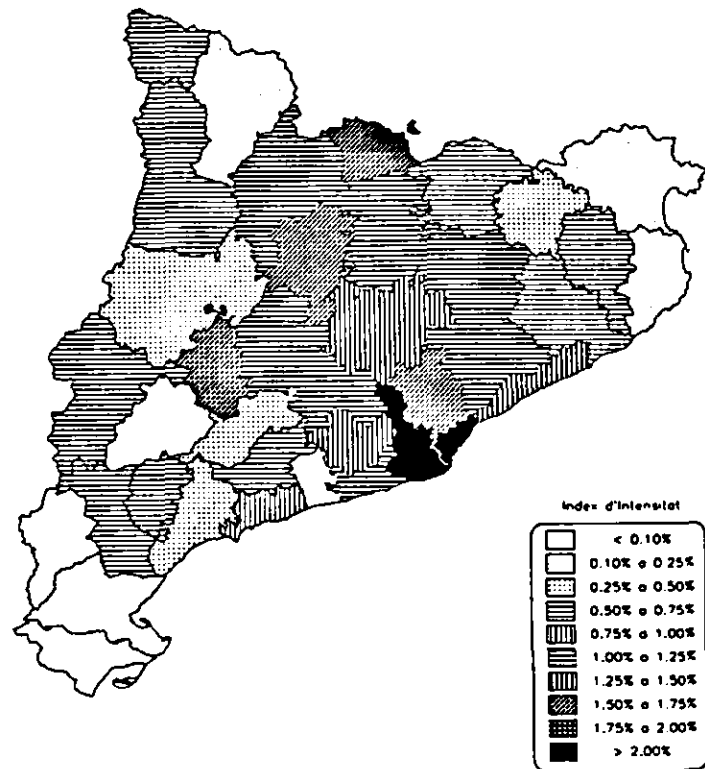 Index d'Intensitat
< 0.10%
0.10% a 0.25%
0.25% a 0.50%
0.50% a 0.75%
0.75% a 1.00%
1.00% a 1.25%
1.25% a 1.50%
1.50% a 1.75%
1.75% a 2.00%
> 2.00%